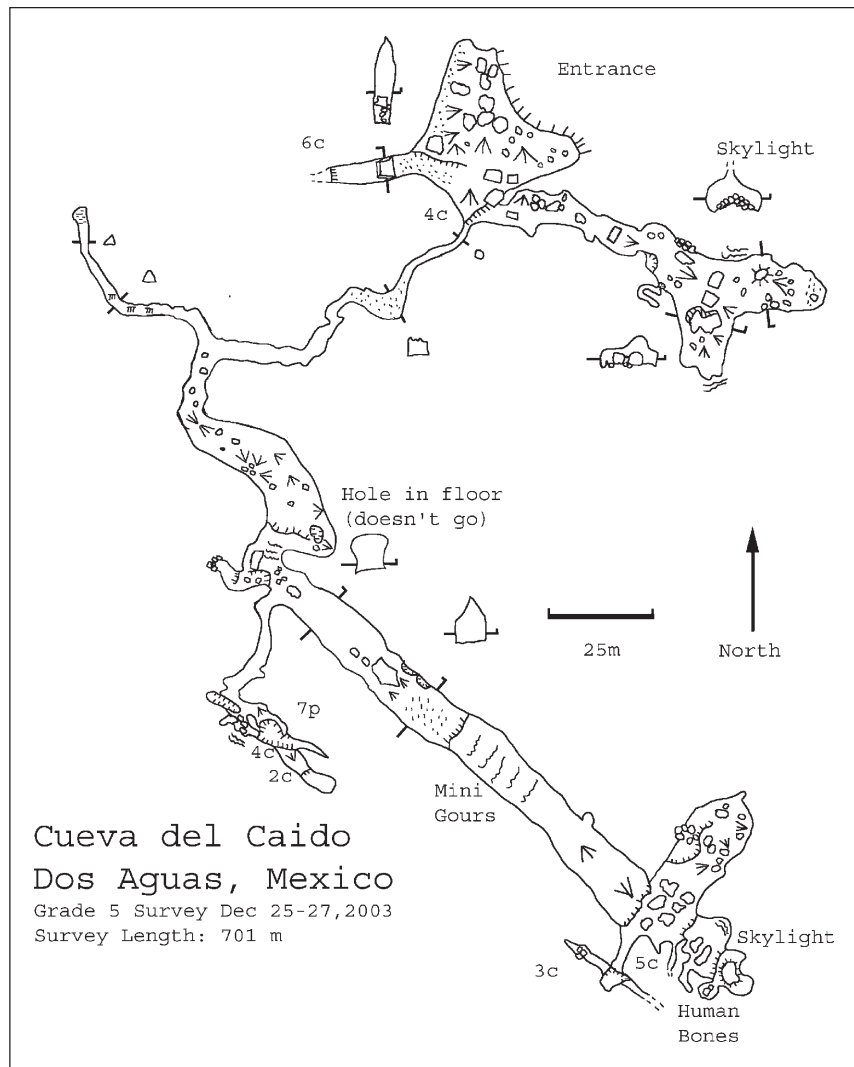 Entrance
6c
Skylight
4c
Hole in floor
(doesn't go)
25m
North
7p
4c
2c
Mini
Gours
Cueva del Caido
Dos Aguas, Mexico
Grade 5 Survey Dec 25-27,2003
Survey Length: 701 m
Skylight
5c
3c
Human
Bones